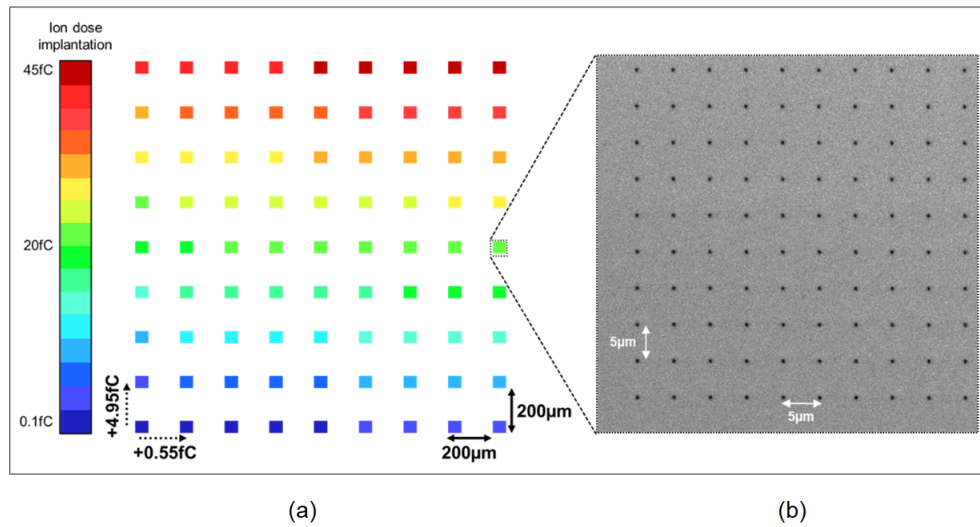 Ion dose
implantation
45fC
20fC
0.1fC
+4.95fC
+0.55fC
200µm
200µm
5µm
5µm
(a)
(b)